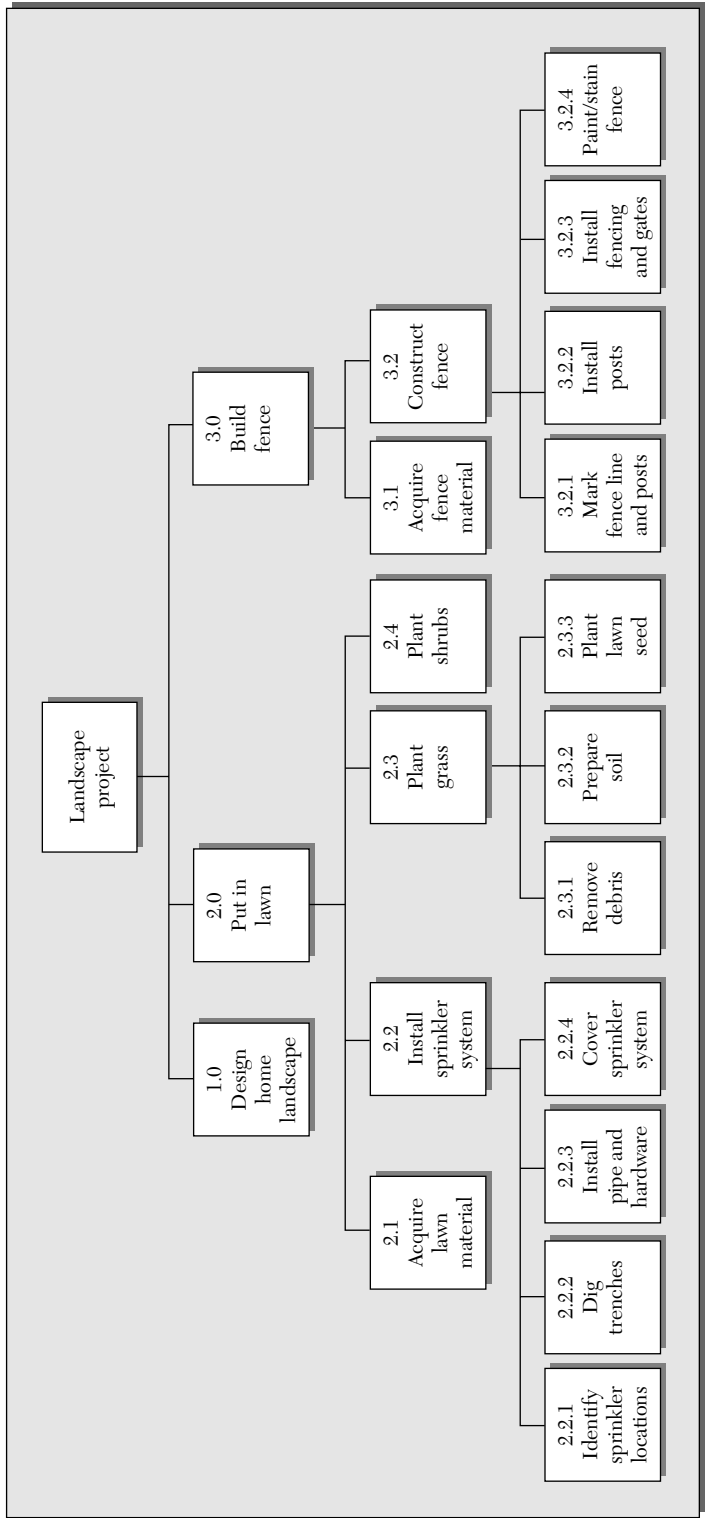 Landscape
project
1.0
Design
home
landscape
2.0
Put in
lawn
3.0
Build
fence
2.1
Acquire
lawn
material
2.2
Install
sprinkler
system
2.3
Plant
grass
2.4
Plant
shrubs
3.1
Acquire
fence
material
3.2
Construct
fence
2.2.1
Identify
sprinkler
locations
2.2.2
Dig
trenches
2.2.3
Install
pipe and
hardware
2.2.4
Cover
sprinkler
system
2.3.1
Remove
debris
2.3.2
Prepare
soil
2.3.3
Plant
lawn
seed
3.2.1
Mark
fence line
and posts
3.2.2
Install
posts
3.2.3
Install
fencing
and gates
3.2.4
Paint/stain
fence